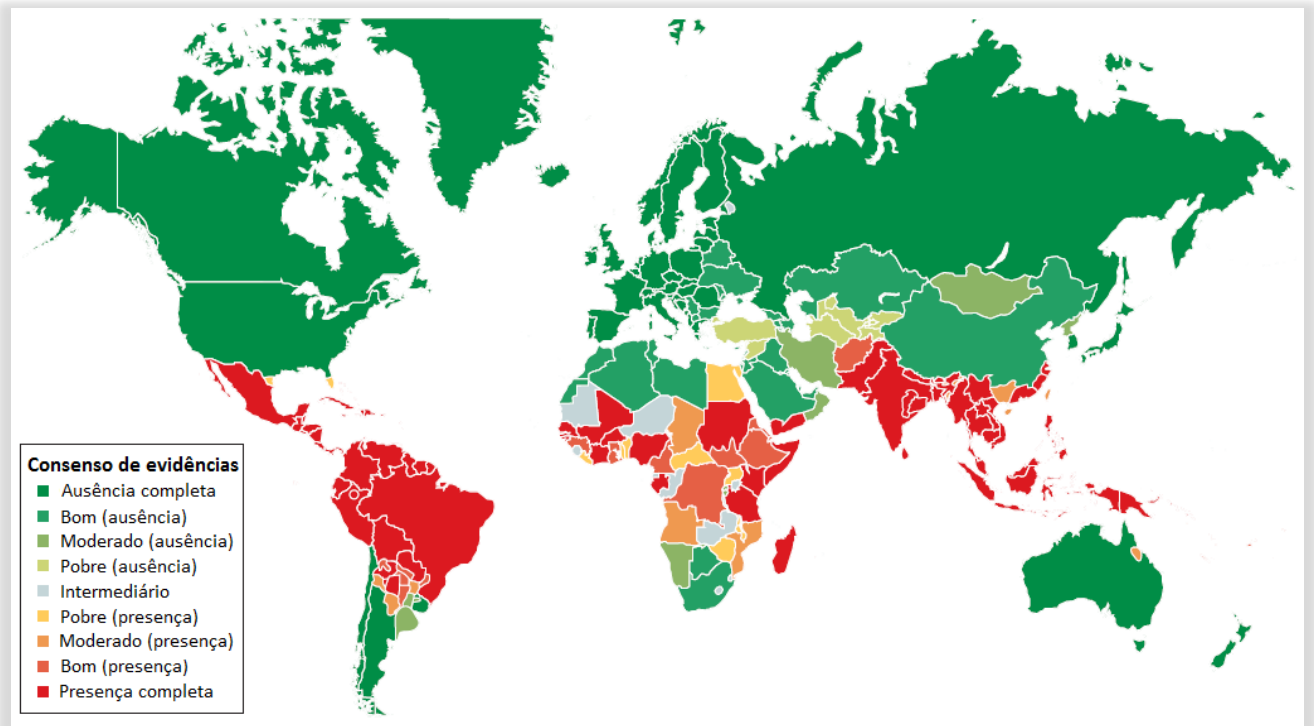 Consenso de evidências
Ausência completa
Bom (ausência)
Moderado (ausência)
Pobre (ausência)
Intermediário
Pobre (presença)
Moderado (presença)
Bom (presença)
Presença completa